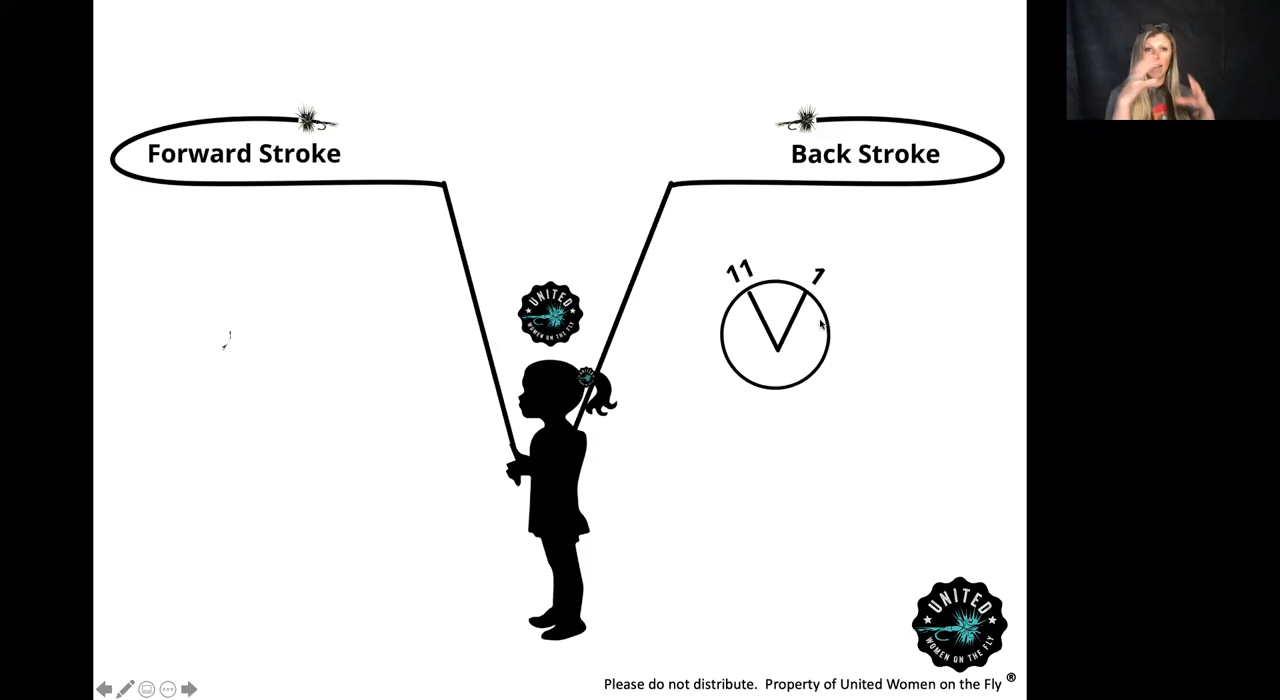 Forward Stroke
Back Stroke
11
1
UNITED
WOMEN ON THE FLY
UNITED
WOMEN ON THE FLY
Please do not distribute. Property of United Women on the Fly ®